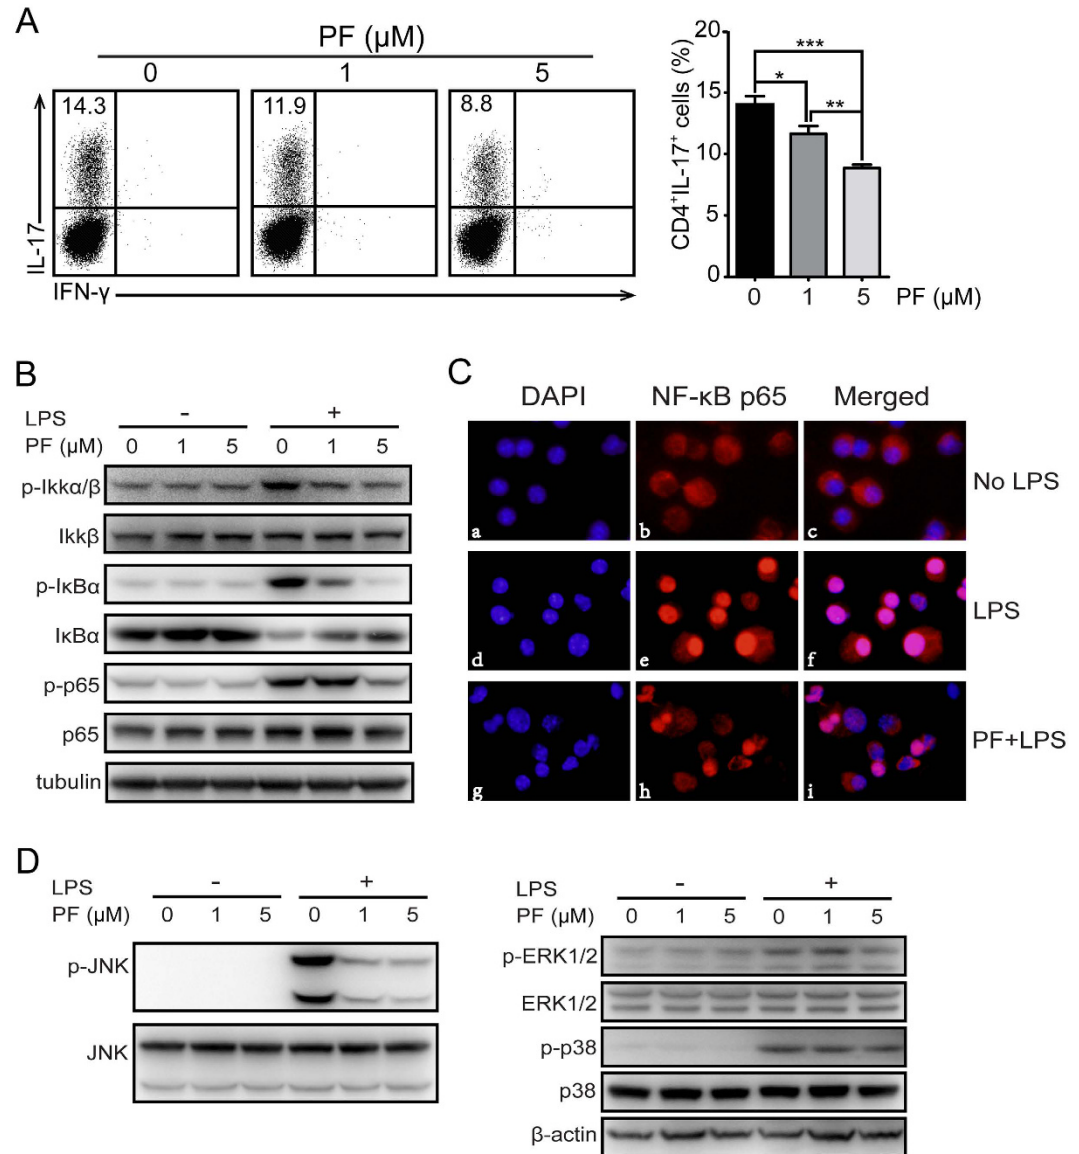 A
PF (μM)
0 1 5
14.3 11.9 8.8
IL-17
IFN-γ
CD4+IL-17+ cells (%)
20
15
10
5
0
***
*
**
0 1 5 PF (μM)
B
LPS - +
PF (μM) 0 1 5 0 1 5
p-Ikkα/β
Ikkβ
p-IκBα
IκBα
p-p65
p65
tubulin
C
DAPI NF-κB p65 Merged
a b c No LPS
d e f LPS
g h i PF+LPS
D
LPS - +
PF (μM) 0 1 5 0 1 5
p-JNK
JNK
LPS - +
PF (μM) 0 1 5 0 1 5
p-ERK1/2
ERK1/2
p-p38
p38
β-actin